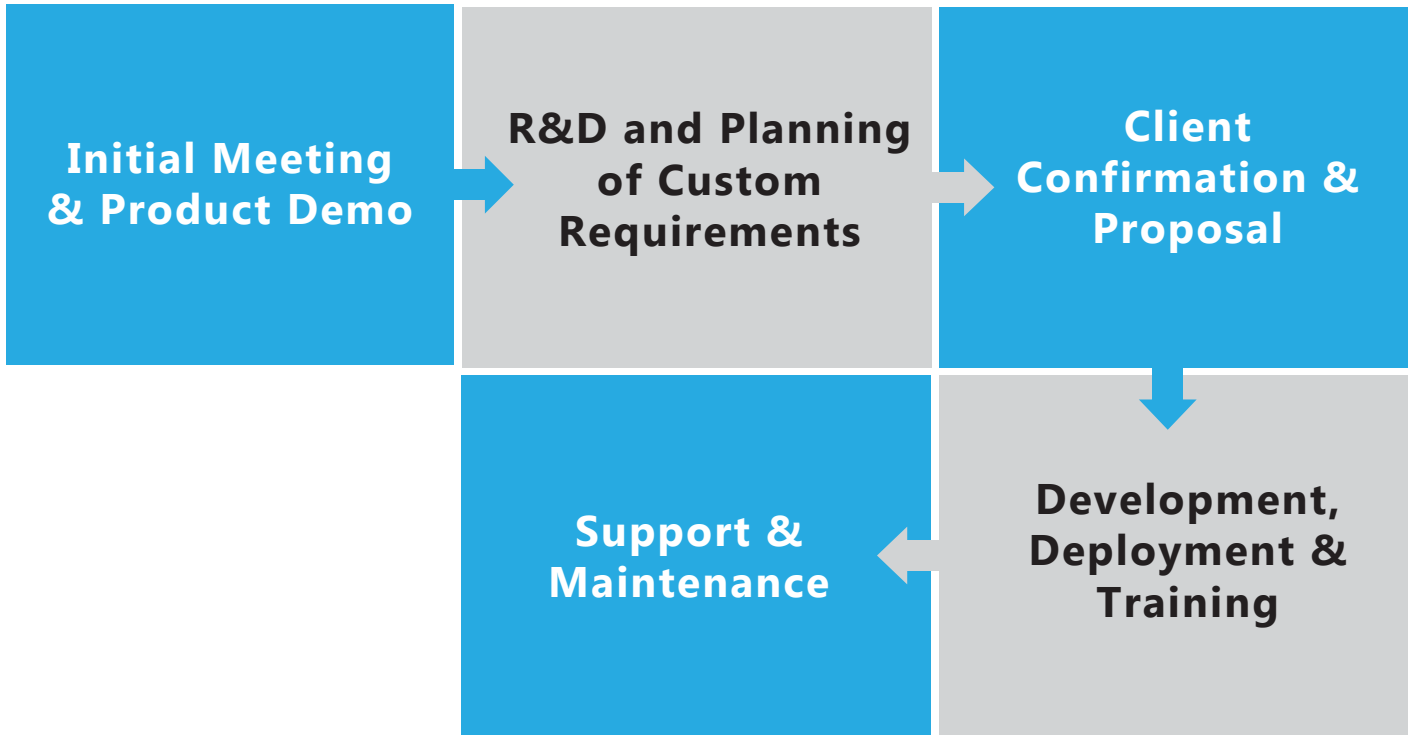 Initial Meeting
& Product Demo
R&D and Planning
of Custom
Requirements
Client
Confirmation &
Proposal
Development,
Deployment &
Training
Support &
Maintenance